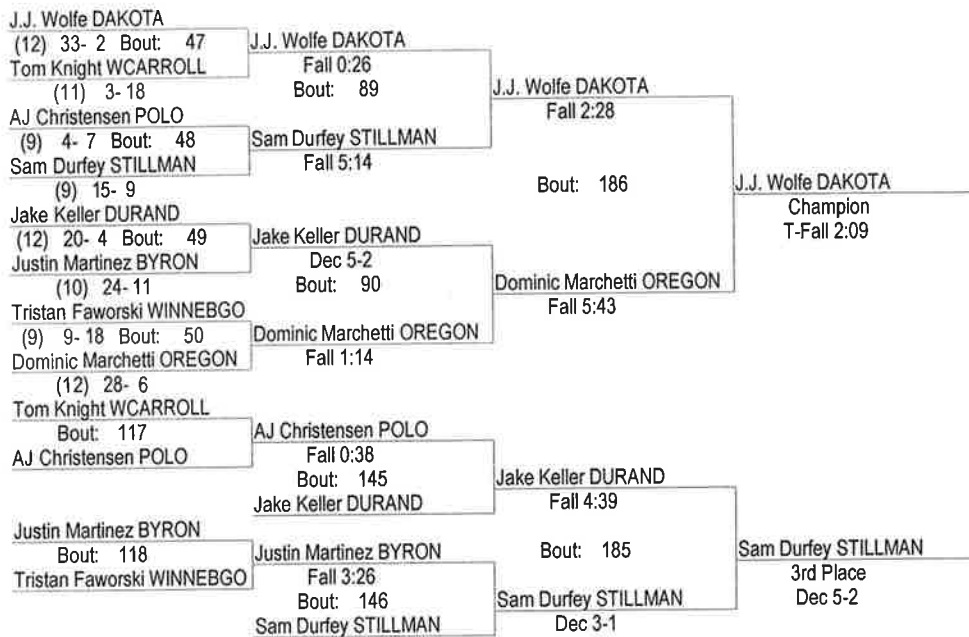 J.J. Wolfe DAKOTA
(12) 33- 2 Bout: 47
Tom Knight WCARROLL
(11) 3- 18
AJ Christensen POLO
(9) 4- 7 Bout: 48
Sam Durfey STILLMAN
(9) 15- 9
Jake Keller DURAND
(12) 20- 4 Bout: 49
Justin Martinez BYRON
(10) 24- 11
Tristan Faworski WINNEBGO
(9) 9- 18 Bout: 50
Dominic Marchetti OREGON
(12) 28- 6
J.J. Wolfe DAKOTA
Fall 0:26
Bout: 89
Sam Durfey STILLMAN
Fall 5:14
Jake Keller DURAND
Dec 5-2
Bout: 90
Dominic Marchetti OREGON
Fall 1:14
J.J. Wolfe DAKOTA
Fall 2:28
Bout: 186
Dominic Marchetti OREGON
Fall 5:43
J.J. Wolfe DAKOTA
Champion
T-Fall 2:09
Tom Knight WCARROLL
Bout: 117
AJ Christensen POLO
Justin Martinez BYRON
Bout: 118
Tristan Faworski WINNEBGO
AJ Christensen POLO
Fall 0:38
Bout: 145
Jake Keller DURAND
Justin Martinez BYRON
Fall 3:26
Bout: 146
Sam Durfey STILLMAN
Jake Keller DURAND
Fall 4:39
Bout: 185
Sam Durfey STILLMAN
Dec 3-1
Sam Durfey STILLMAN
3rd Place
Dec 5-2